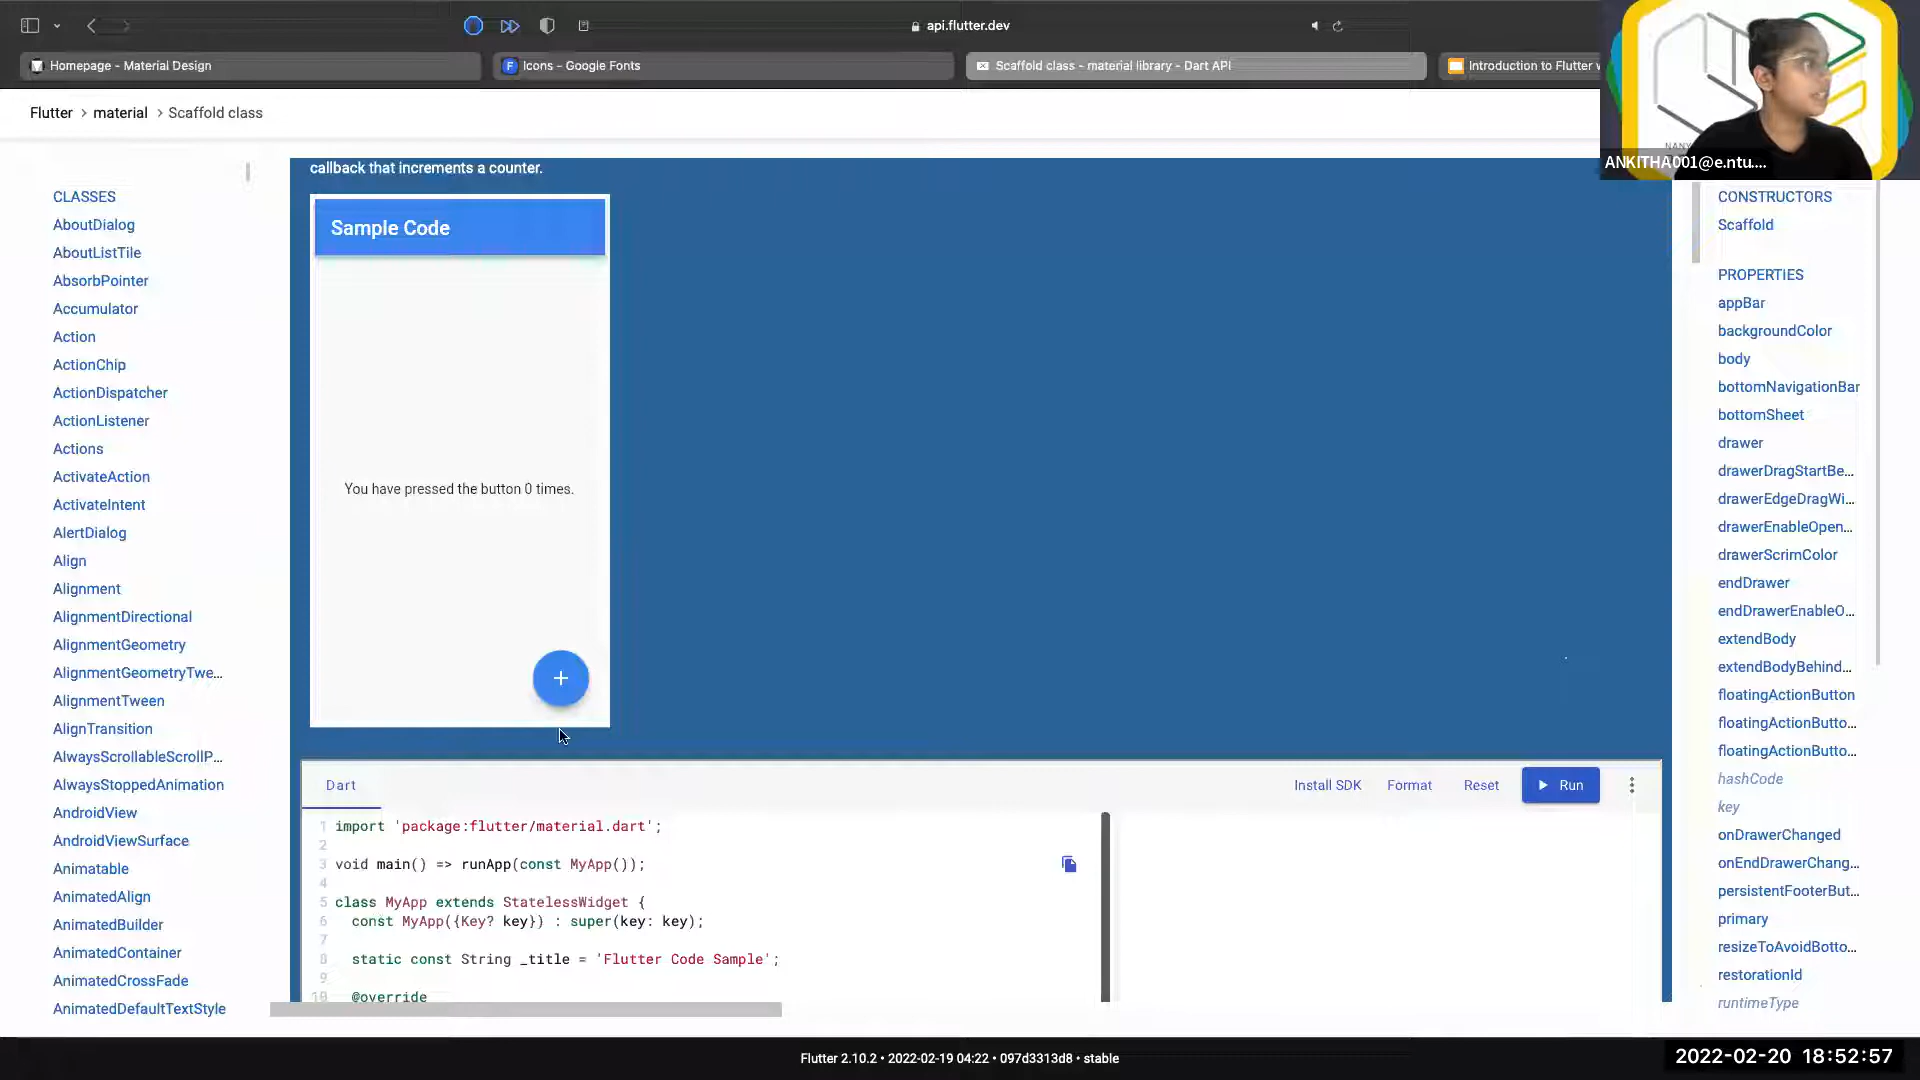 api.flutter.dev
Homepage - Material Design
Icons - Google Fonts
Scaffold class - material library - Dart API
Introduction to Flutter
ANKITHA001@e.ntu....
Flutter > material > Scaffold class
CLASSES
AboutDialog
AboutListTile
AbsorbPointer
Accumulator
Action
ActionChip
ActionDispatcher
ActionListener
Actions
ActivateAction
ActivateIntent
AlertDialog
Align
Alignment
AlignmentDirectional
AlignmentGeometry
AlignmentGeometryTwe...
AlignmentTween
AlignTransition
AlwaysScrollableScrollP...
AlwaysStoppedAnimation
AndroidView
AndroidViewSurface
Animatable
AnimatedAlign
AnimatedBuilder
AnimatedContainer
AnimatedCrossFade
AnimatedDefaultTextStyle
callback that increments a counter.
Sample Code
You have pressed the button 0 times.
+
Dart
Install SDK
Format
Reset
Run
1 import 'package:flutter/material.dart';
2
3 void main() => runApp(const MyApp());
4
5 class MyApp extends StatelessWidget {
6 const MyApp({Key? key}) : super(key: key);
7
8 static const String _title = 'Flutter Code Sample';
9
10 @override
CONSTRUCTORS
Scaffold
PROPERTIES
appBar
backgroundColor
body
bottomNavigationBar
bottomSheet
drawer
drawerDragStartBe...
drawerEdgeDragWi...
drawerEnableOpen...
drawerScrimColor
endDrawer
endDrawerEnableO...
extendBody
extendBodyBehind...
floatingActionButton
floatingActionButto...
floatingActionButto...
hashCode
key
onDrawerChanged
onEndDrawerChang...
persistentFooterBut...
primary
resizeToAvoidBotto...
restorationId
runtimeType
Flutter 2.10.2 • 2022-02-19 04:22 • 097d3313d8 • stable
2022-02-20 18:52:57